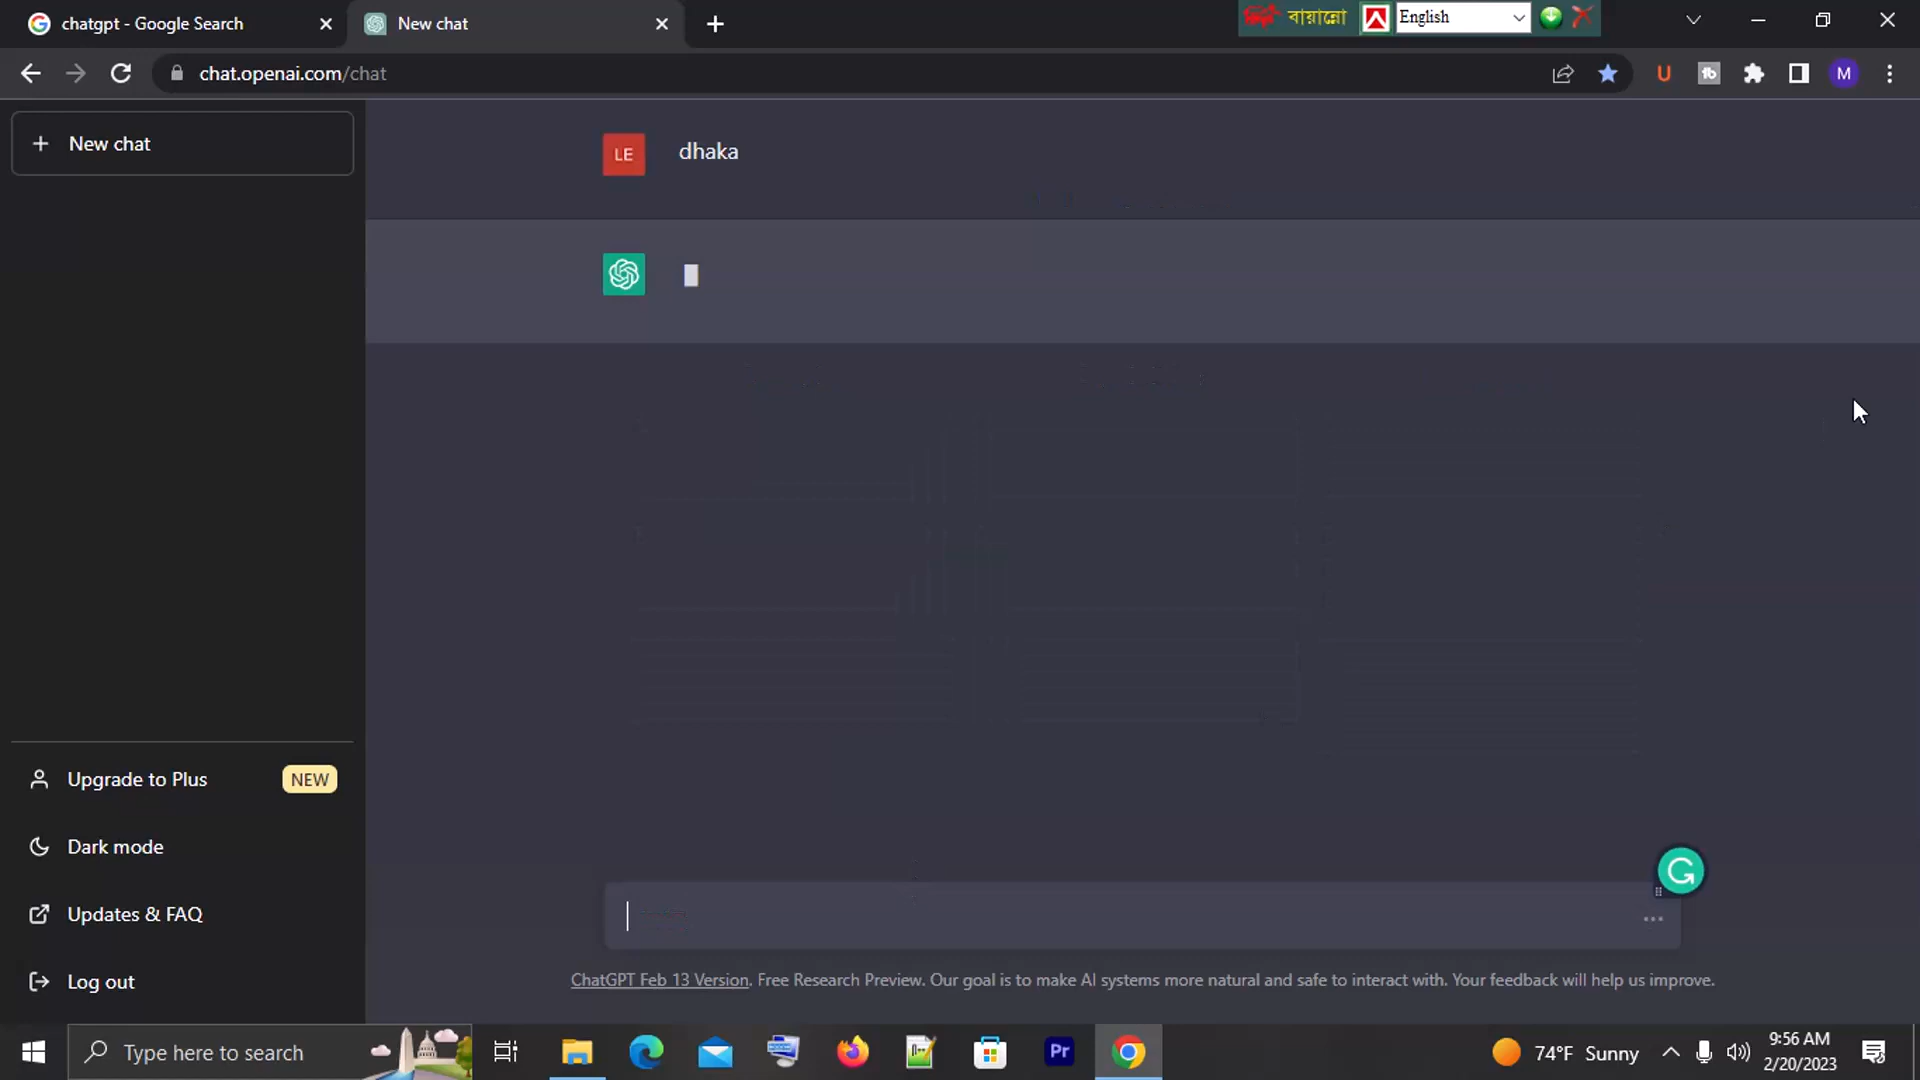 chatgpt - Google Search
New chat
বায়ান্নো
English
chat.openai.com/chat
U
M
New chat
LE
dhaka
Upgrade to Plus
NEW
Dark mode
Updates & FAQ
Log out
ChatGPT Feb 13 Version. Free Research Preview. Our goal is to make AI systems more natural and safe to interact with. Your feedback will help us improve.
Type here to search
Pr
74°F Sunny
9:56 AM
2/20/2023